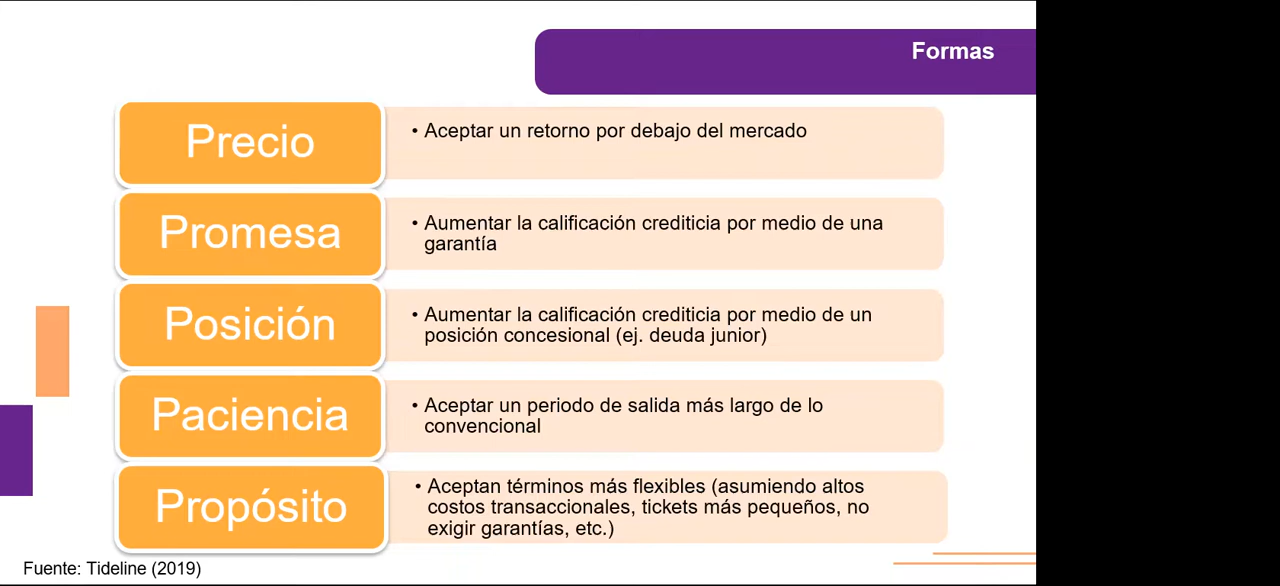 Formas
Precio
• Aceptar un retorno por debajo del mercado
Promesa
• Aumentar la calificación crediticia por medio de una
garantía
Posición
• Aumentar la calificación crediticia por medio de un
posición concesional (ej. deuda junior)
Paciencia
• Aceptar un periodo de salida más largo de lo
convencional
Propósito
• Aceptan términos más flexibles (asumiendo altos
costos transaccionales, tickets más pequeños, no
exigir garantías, etc.)
Fuente: Tideline (2019)